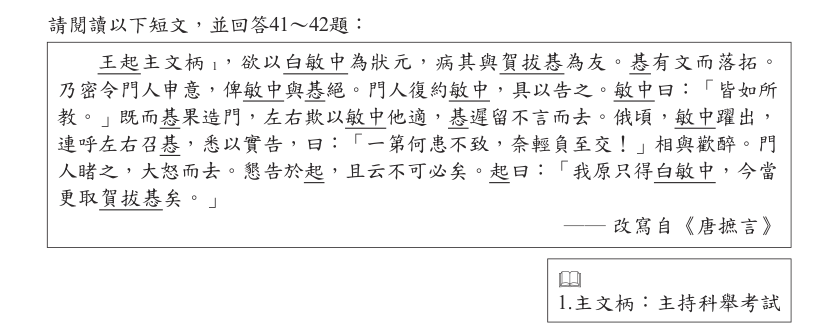 請閱讀以下短文，並回答41～42題：
王起主文柄1，欲以白敏中為狀元，病其與賀拔惎為友。惎有文而落拓。
乃密令門人申意，俾敏中與惎絕。門人復約敏中，具以告之。敏中曰：「皆如所
教。」既而惎果造門，左右欺以敏中他適，惎遲留不言而去。俄頃，敏中躍出，
連呼左右召惎，悉以實告，曰：「一第何患不致，奈輕負至交！」相與歡醉。門
人睹之，大怒而去。懇告於起，且云不可必矣。起曰：「我原只得白敏中，今當
更取賀拔惎矣。」
—— 改寫自《唐摭言》
1.主文柄：主持科舉考試